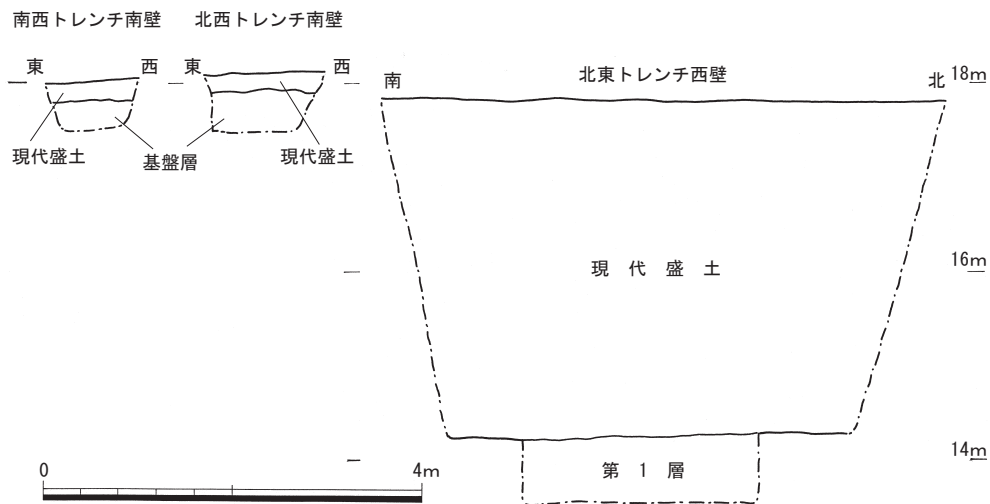 南西トレンチ南壁
北西トレンチ南壁
東
西
東
西
南
北東トレンチ西壁
北
18m
現代盛土
基盤層
現代盛土
現代盛土
16m
14m
第1層
0
4m